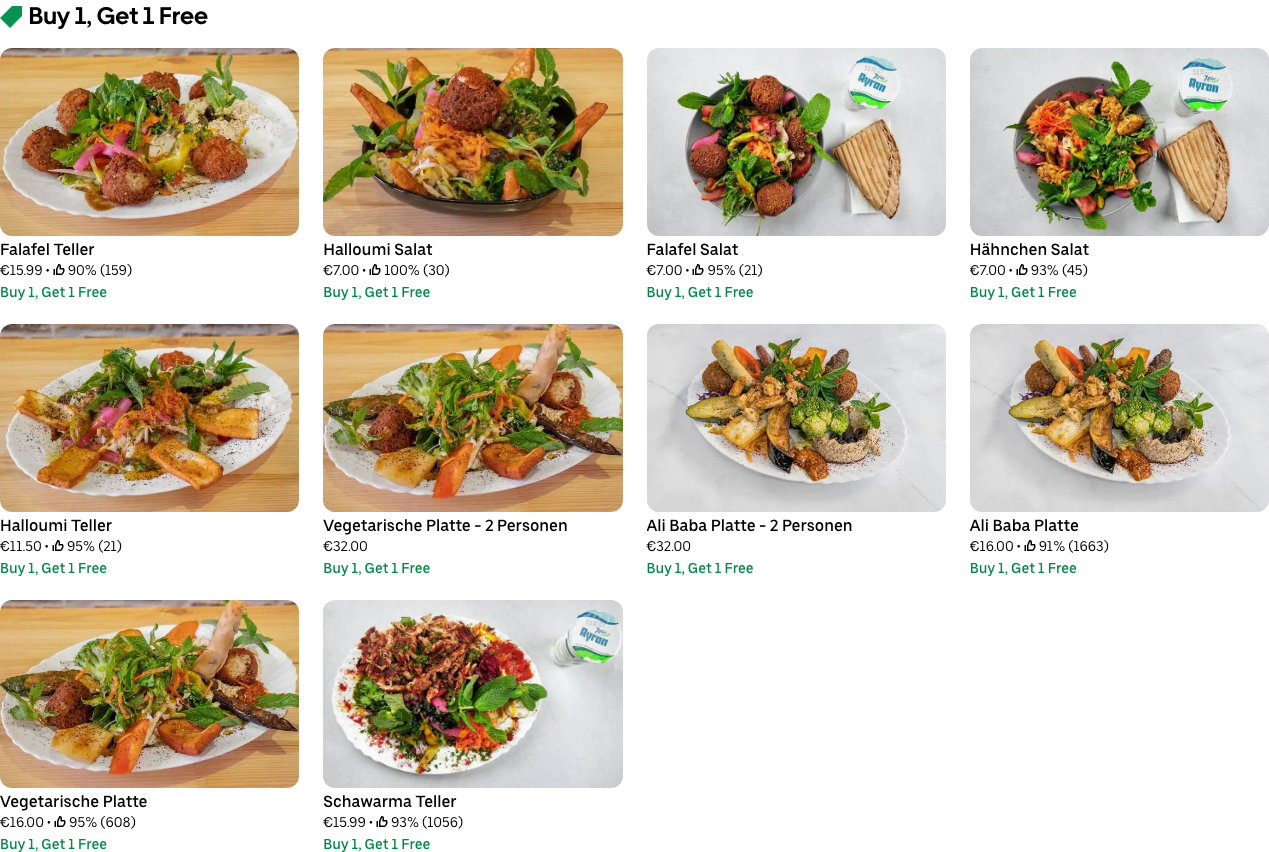 Buy 1, Get 1 Free
Ayran
Ayran
Falafel Teller
€15.99 • 90% (159)
Buy 1, Get 1 Free
Halloumi Salat
€7.00 • 100% (30)
Buy 1, Get 1 Free
Falafel Salat
€7.00 • 95% (21)
Buy 1, Get 1 Free
Hähnchen Salat
€7.00 • 93% (45)
Buy 1, Get 1 Free
Halloumi Teller
€11.50 • 95% (21)
Buy 1, Get 1 Free
Vegetarische Platte - 2 Personen
€32.00
Buy 1, Get 1 Free
Ali Baba Platte - 2 Personen
€32.00
Buy 1, Get 1 Free
Ali Baba Platte
€16.00 • 91% (1663)
Buy 1, Get 1 Free
Vegetarische Platte
€16.00 • 95% (608)
Buy 1, Get 1 Free
Ayran
Schawarma Teller
€15.99 • 93% (1056)
Buy 1, Get 1 Free